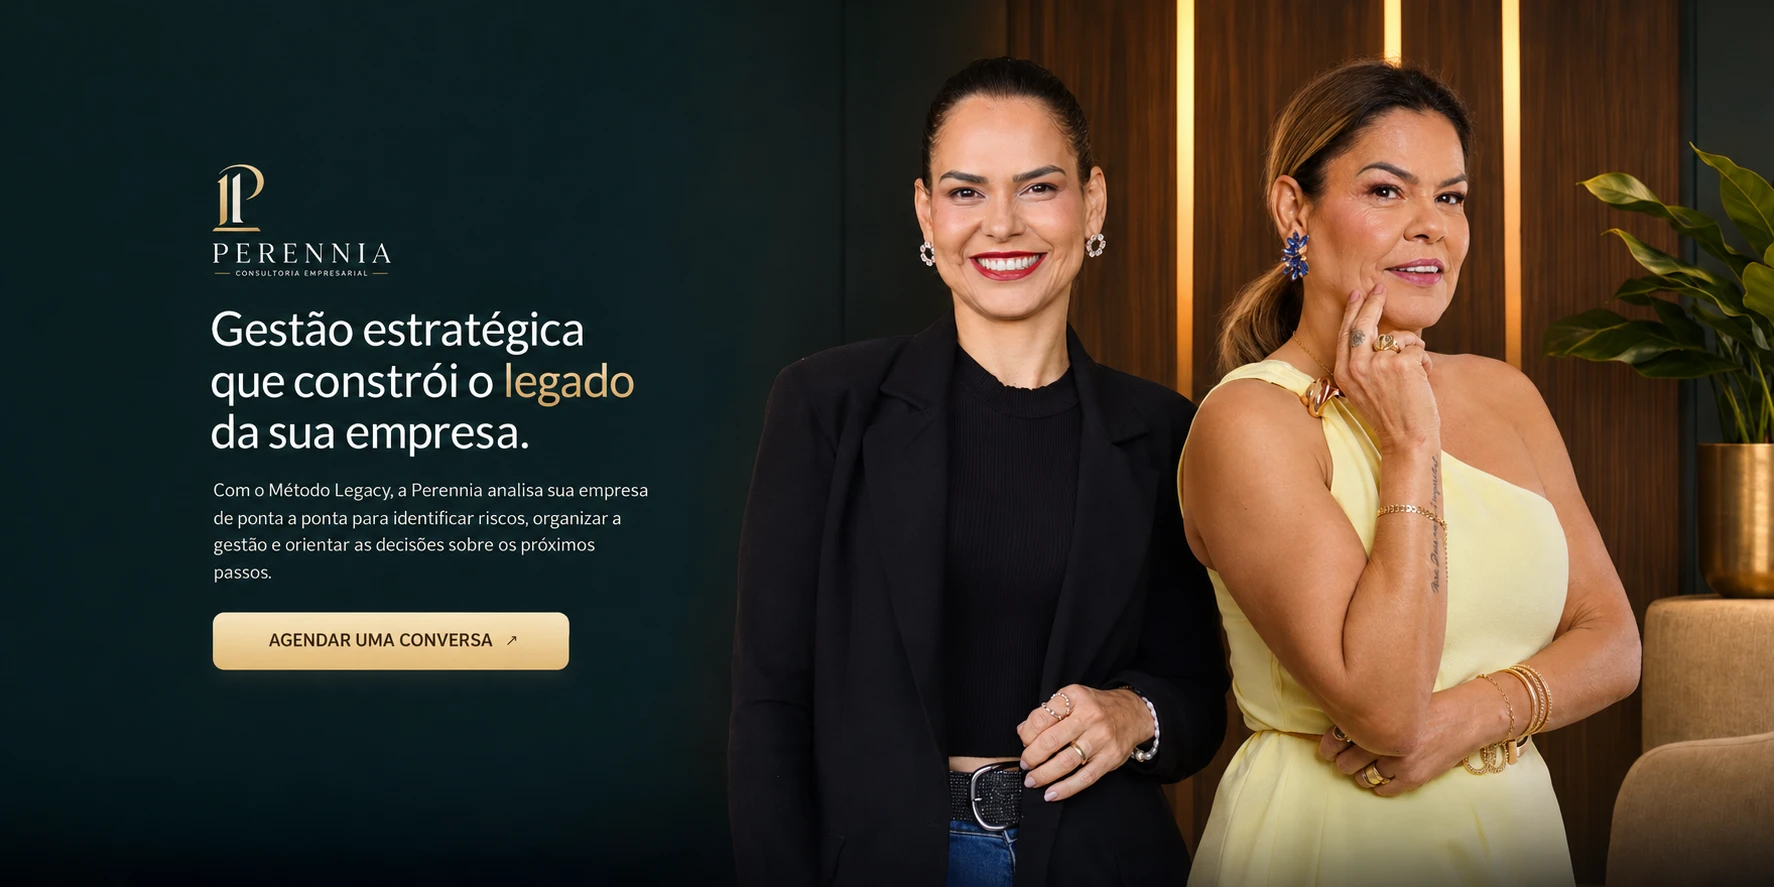 PERENNIA
CONSULTORIA EMPRESARIAL
Gestão estratégica
que constrói o legado
da sua empresa.
Com o Método Legacy, a Perennia analisa sua empresa
de ponta a ponta para identificar riscos, organizar a
gestão e orientar as decisões sobre os próximos
passos.
AGENDAR UMA CONVERSA ↗